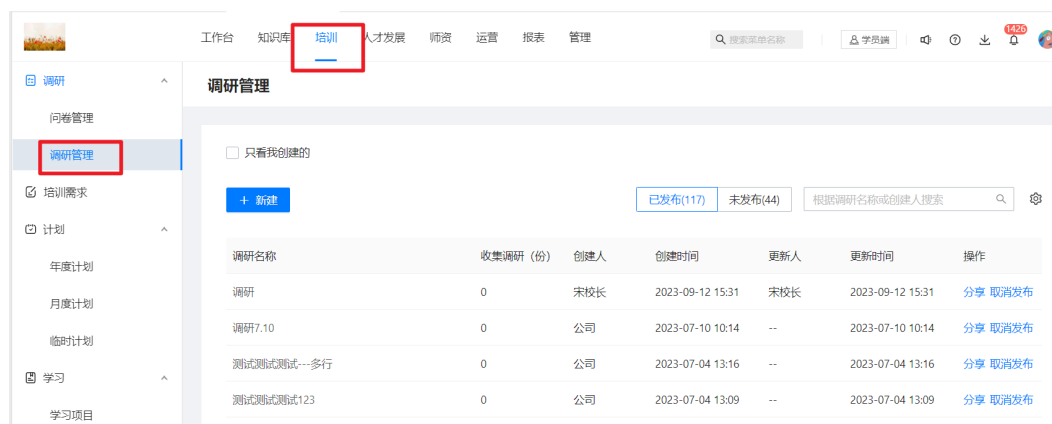 工作台 知识库 培训 人才发展 师资 运营 报表 管理 搜索菜单名称 学员端 1426
调研
问卷管理
调研管理
培训需求
计划
年度计划
月度计划
临时计划
学习
学习项目
调研管理
只看我创建的
+ 新建 已发布(117) 未发布(44) 根据调研名称或创建人搜索
调研名称 收集调研（份） 创建人 创建时间 更新人 更新时间 操作
调研 0 宋校长 2023-09-12 15:31 宋校长 2023-09-12 15:31 分享 取消发布
调研7.10 0 公司 2023-07-10 10:14 -- 2023-07-10 10:14 分享 取消发布
测试测试测试---多行 0 公司 2023-07-04 13:16 -- 2023-07-04 13:16 分享 取消发布
测试测试测试123 0 公司 2023-07-04 13:09 -- 2023-07-04 13:09 分享 取消发布